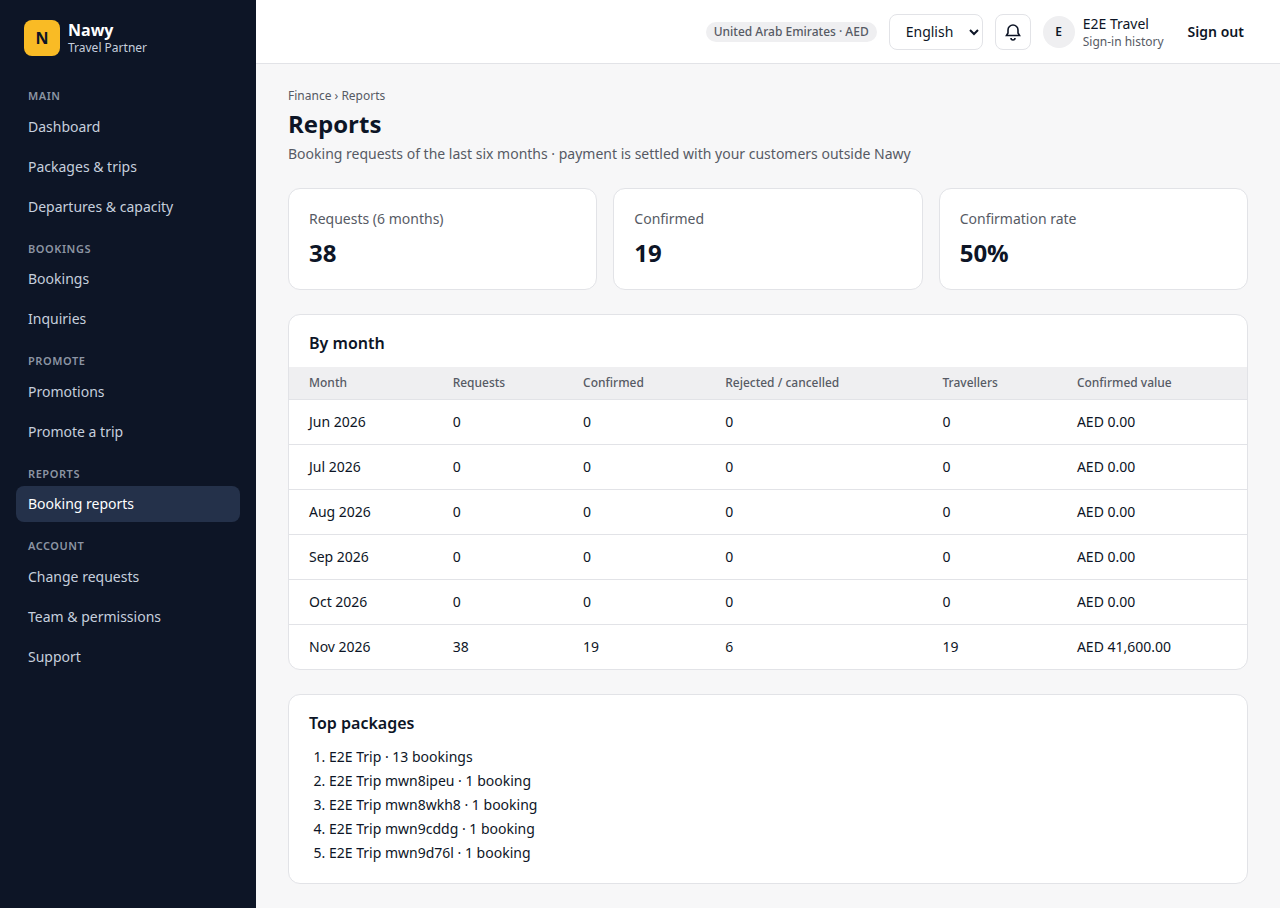 N
Nawy
Travel Partner
MAIN
Dashboard
Packages & trips
Departures & capacity
BOOKINGS
Bookings
Inquiries
PROMOTE
Promotions
Promote a trip
REPORTS
Booking reports
ACCOUNT
Change requests
Team & permissions
Support
United Arab Emirates · AED
English
E
E2E Travel
Sign-in history
Sign out
Finance › Reports
Reports
Booking requests of the last six months · payment is settled with your customers outside Nawy
Requests (6 months)
38
Confirmed
19
Confirmation rate
50%
By month
Month Requests Confirmed Rejected / cancelled Travellers Confirmed value
Jun 2026 0 0 0 0 AED 0.00
Jul 2026 0 0 0 0 AED 0.00
Aug 2026 0 0 0 0 AED 0.00
Sep 2026 0 0 0 0 AED 0.00
Oct 2026 0 0 0 0 AED 0.00
Nov 2026 38 19 6 19 AED 41,600.00
Top packages
1. E2E Trip · 13 bookings
2. E2E Trip mwn8ipeu · 1 booking
3. E2E Trip mwn8wkh8 · 1 booking
4. E2E Trip mwn9cddg · 1 booking
5. E2E Trip mwn9d76l · 1 booking